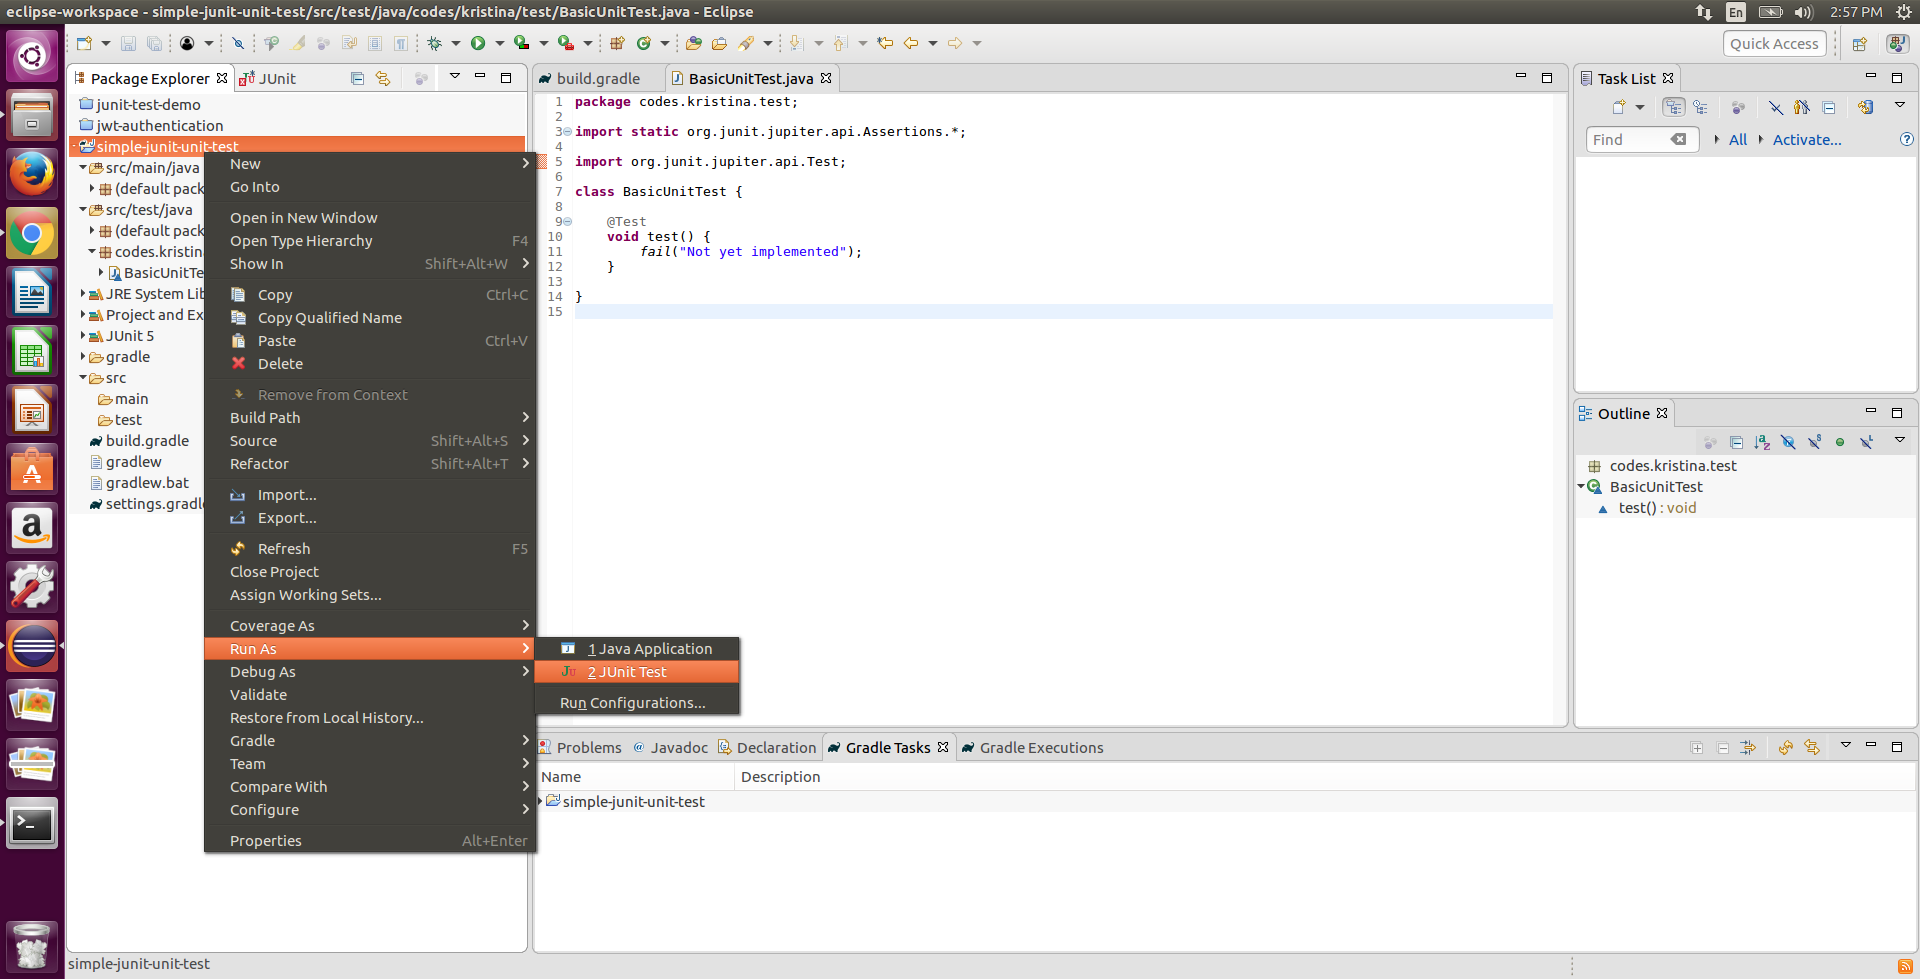 eclipse-workspace - simple-junit-unit-test/src/test/java/codes/kristina/test/BasicUnitTest.java - Eclipse
En
2:57 PM
Quick Access
Package Explorer
JUnit
junit-test-demo
jwt-authentication
simple-junit-unit-test
src/main/java
(default pack
src/test/java
(default pack
codes.kristina
BasicUnitTe
JRE System Lib
Project and Ex
JUnit 5
gradle
src
main
test
build.gradle
gradlew
gradlew.bat
settings.gradle
New
Go Into
Open in New Window
Open Type Hierarchy F4
Show In Shift+Alt+W
Copy Ctrl+C
Copy Qualified Name
Paste Ctrl+V
Delete
Remove from Context
Build Path
Source Shift+Alt+S
Refactor Shift+Alt+T
Import...
Export...
Refresh F5
Close Project
Assign Working Sets...
Coverage As
Run As
Debug As
Validate
Restore from Local History...
Gradle
Team
Compare With
Configure
Properties Alt+Enter
1 Java Application
2 JUnit Test
Run Configurations...
build.gradle
BasicUnitTest.java
1 package codes.kristina.test;
2
3 import static org.junit.jupiter.api.Assertions.*;
4
5 import org.junit.jupiter.api.Test;
6
7 class BasicUnitTest {
8
9 @Test
10 void test() {
11 fail("Not yet implemented");
12 }
13
14 }
15
Task List
Find
All
Activate...
Outline
codes.kristina.test
BasicUnitTest
test() : void
Problems
Javadoc
Declaration
Gradle Tasks
Gradle Executions
Name Description
simple-junit-unit-test
simple-junit-unit-test